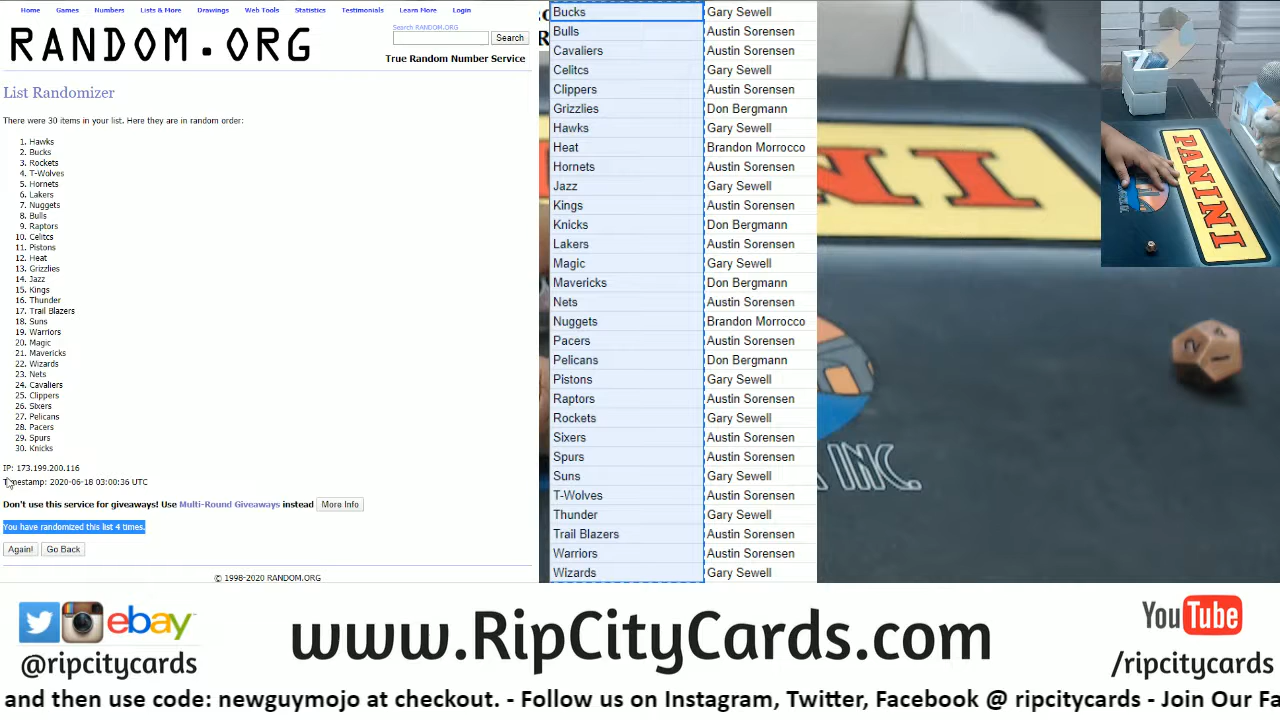 Home Games Numbers Lists & More Drawings Web Tools Statistics Testimonials Learn More Login
RANDOM.ORG
Search RANDOM.ORG
Search
True Random Number Service
List Randomizer
There were 30 items in your list. Here they are in random order:
1. Hawks
2. Bucks
3. Rockets
4. T-Wolves
5. Hornets
6. Lakers
7. Nuggets
8. Bulls
9. Raptors
10. Celitcs
11. Pistons
12. Heat
13. Grizzlies
14. Jazz
15. Kings
16. Thunder
17. Trail Blazers
18. Suns
19. Warriors
20. Magic
21. Mavericks
22. Wizards
23. Nets
24. Cavaliers
25. Clippers
26. Sixers
27. Pelicans
28. Pacers
29. Spurs
30. Knicks
IP: 173.199.200.116
Timestamp: 2020-06-18 03:00:36 UTC
Don't use this service for giveaways! Use Multi-Round Giveaways instead More Info
You have randomized this list 4 times.
Again! Go Back
© 1998-2020 RANDOM.ORG
Bucks Gary Sewell
Bulls Austin Sorensen
Cavaliers Austin Sorensen
Celitcs Gary Sewell
Clippers Austin Sorensen
Grizzlies Don Bergmann
Hawks Gary Sewell
Heat Brandon Morrocco
Hornets Austin Sorensen
Jazz Gary Sewell
Kings Austin Sorensen
Knicks Don Bergmann
Lakers Austin Sorensen
Magic Gary Sewell
Mavericks Don Bergmann
Nets Austin Sorensen
Nuggets Brandon Morrocco
Pacers Austin Sorensen
Pelicans Don Bergmann
Pistons Gary Sewell
Raptors Austin Sorensen
Rockets Gary Sewell
Sixers Austin Sorensen
Spurs Austin Sorensen
Suns Gary Sewell
T-Wolves Austin Sorensen
Thunder Gary Sewell
Trail Blazers Austin Sorensen
Warriors Austin Sorensen
Wizards Gary Sewell
NI
INC.
2 1
PANINI
ebay
@ripcitycards
www.RipCityCards.com
YouTube
/ripcitycards
and then use code: newguymojo at checkout. - Follow us on Instagram, Twitter, Facebook @ ripcitycards - Join Our Fa